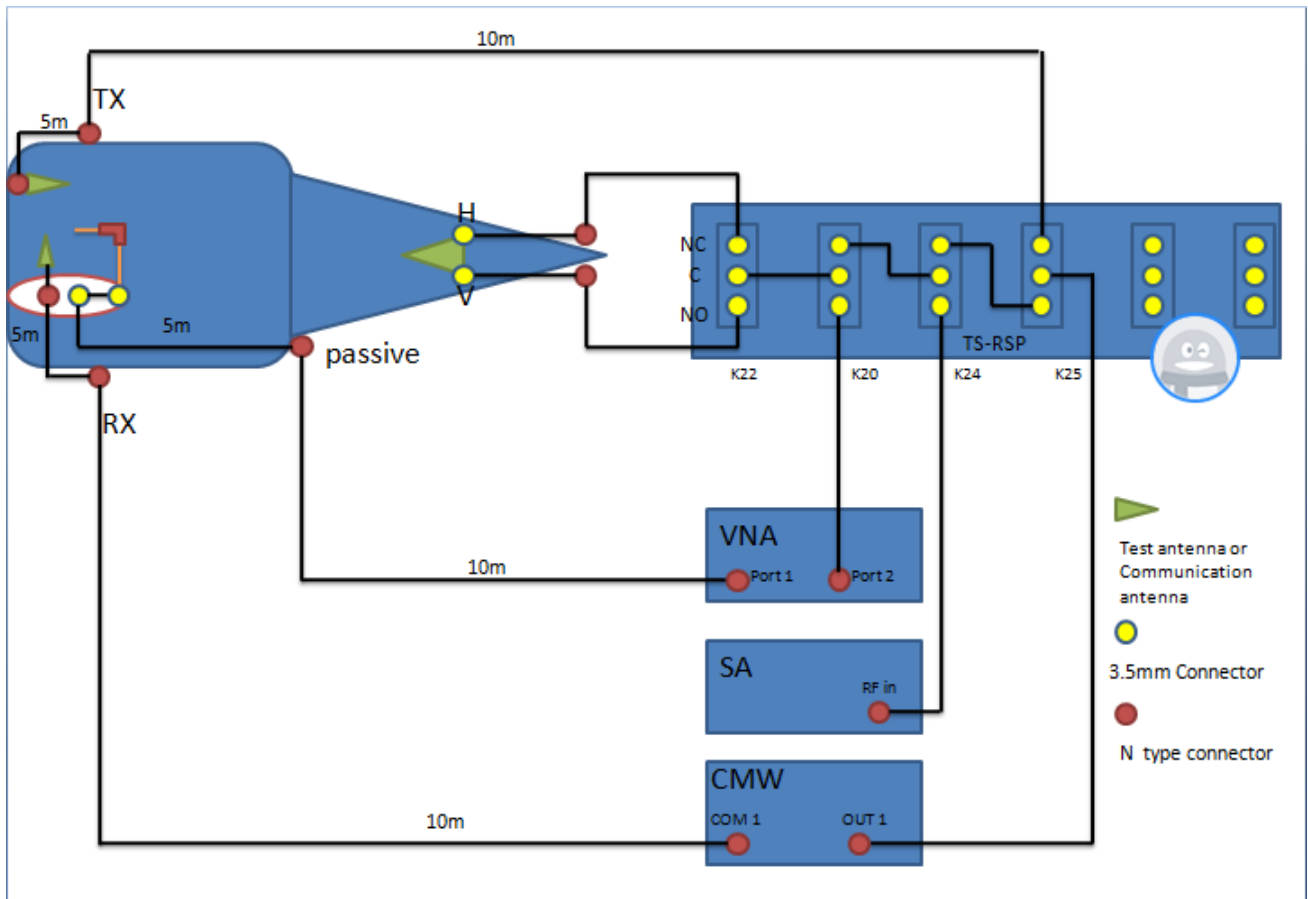 10m
TX
5m
H
V
NC
C
NO
TS-RSP
K22
K20
K24
K25
5m
5m
passive
RX
VNA
Port 1
Port 2
10m
SA
RF in
CMW
COM 1
OUT 1
10m
Test antenna or
Communication
antenna
3.5mm Connector
N type connector